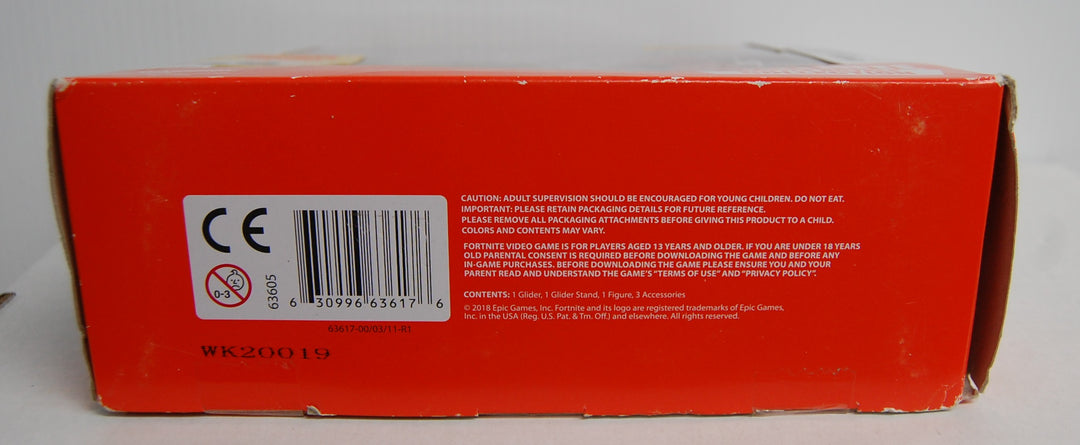 CAUTION: ADULT SUPERVISION SHOULD BE ENCOURAGED FOR YOUNG CHILDREN. DO NOT EAT.
IMPORTANT: PLEASE RETAIN PACKAGING DETAILS FOR FUTURE REFERENCE.
PLEASE REMOVE ALL PACKAGING ATTACHMENTS BEFORE GIVING THIS PRODUCT TO A CHILD.
COLORS AND CONTENTS MAY VARY.
FORTNITE VIDEO GAME IS FOR PLAYERS AGED 13 YEARS AND OLDER. IF YOU ARE UNDER 18 YEARS
OLD PARENTAL CONSENT IS REQUIRED BEFORE DOWNLOADING THE GAME AND BEFORE ANY
IN-GAME PURCHASES. BEFORE DOWNLOADING THE GAME PLEASE ENSURE YOU AND YOUR
PARENT READ AND UNDERSTAND THE GAME'S "TERMS OF USE" AND "PRIVACY POLICY".
CONTENTS: 1 Glider, 1 Glider Stand, 1 Figure, 3 Accessories
© 2018 Epic Games, Inc. Fortnite and its logo are registered trademarks of Epic Games,
Inc. in the USA (Reg. U.S. Pat. & Tm. Off.) and elsewhere. All rights reserved.
CE
0-3
63605
6 30996 63617 6
63617-00/03/11-R1
WK20019